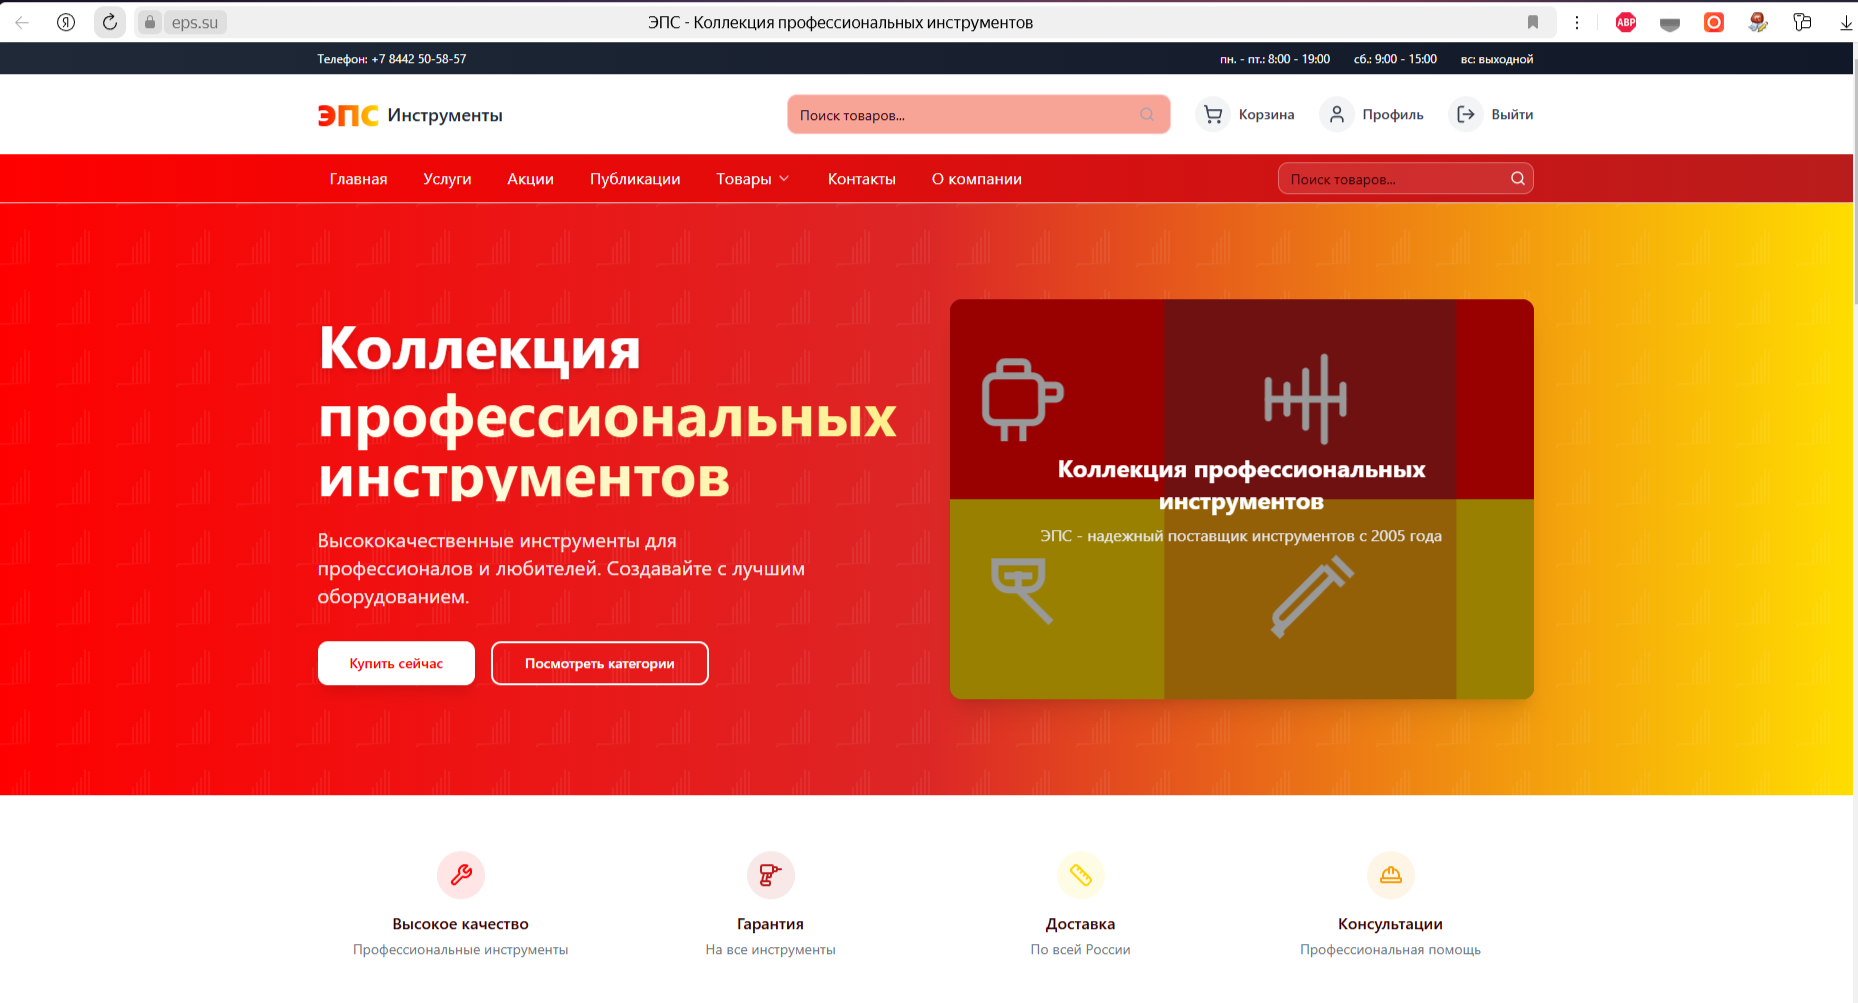 eps.su
ЭПС - Коллекция профессиональных инструментов
ABP
Телефон: +7 8442 50-58-57
пн. - пт.: 8:00 - 19:00
сб.: 9:00 - 15:00
вс: выходной
ЭПС Инструменты
Поиск товаров...
Корзина
Профиль
Выйти
Главная
Услуги
Акции
Публикации
Товары
Контакты
О компании
Поиск товаров...
Коллекция
профессиональных
инструментов
Высококачественные инструменты для
профессионалов и любителей. Создавайте с лучшим
оборудованием.
Купить сейчас
Посмотреть категории
Коллекция профессиональных
инструментов
ЭПС - надежный поставщик инструментов с 2005 года
Высокое качество
Профессиональные инструменты
Гарантия
На все инструменты
Доставка
По всей России
Консультации
Профессиональная помощь